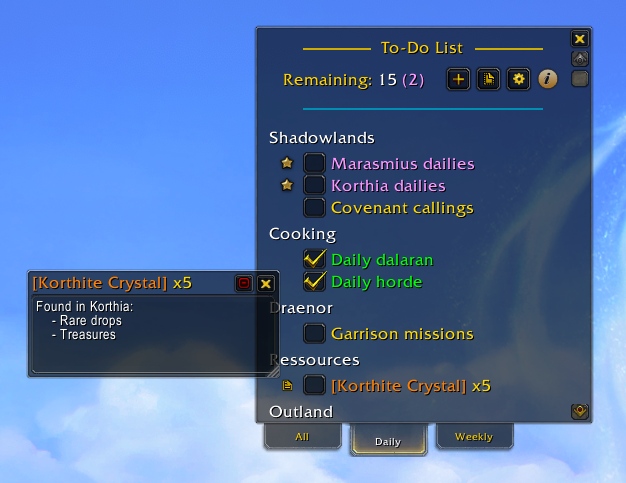 To-Do List
Remaining: 15 (2)
i
Shadowlands
Marasmius dailies
Korthia dailies
Covenant callings
Cooking
Daily dalaran
Daily horde
Draenor
Garrison missions
Ressources
[Korthite Crystal] x5
Outland
All
Daily
Weekly
[Korthite Crystal] x5
Found in Korthia:
- Rare drops
- Treasures